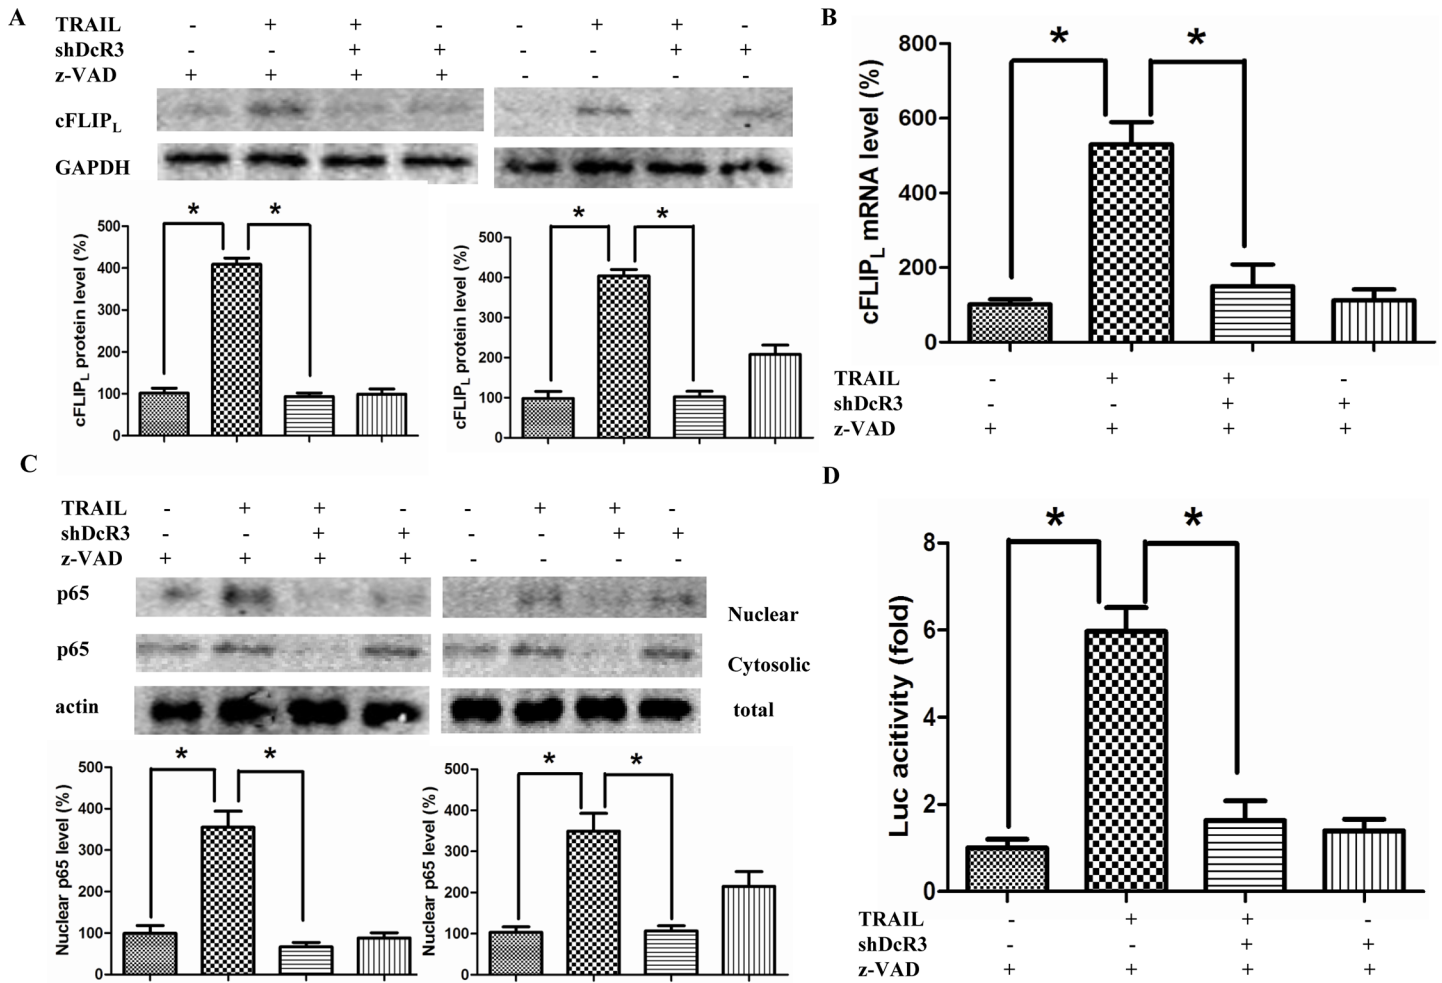 A
TRAIL - + + - - + + -
shDcR3 - - + + - - + +
z-VAD + + + + - - - -
cFLIPL
GAPDH
* * * *
cFLIPL protein level (%)
500
400
300
200
100
0
cFLIPL protein level (%)
500
400
300
200
100
0
B
cFLIPL mRNA level (%)
800
600
400
200
0
* *
TRAIL - + + -
shDcR3 - - + +
z-VAD + + + +
C
TRAIL - + + - - + + -
shDcR3 - - + + - - + +
z-VAD + + + + - - - -
p65 Nuclear
p65 Cytosolic
actin total
* * * *
Nuclear p65 level (%)
500
400
300
200
100
0
Nuclear p65 level (%)
500
400
300
200
100
0
D
Luc acitivity (fold)
8
6
4
2
0
* *
TRAIL - + + -
shDcR3 - - + +
z-VAD + + + +